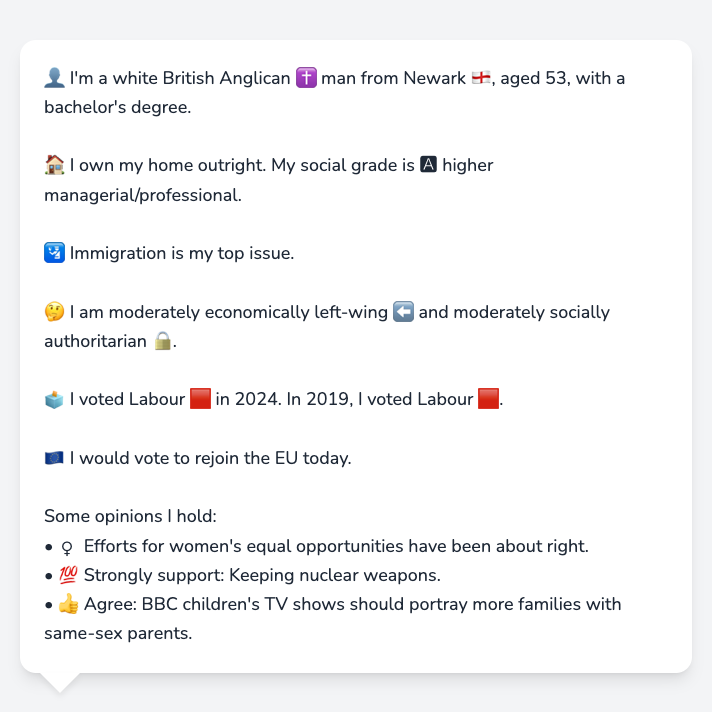 👤 I'm a white British Anglican ✝️ man from Newark 🏴󠁧󠁢󠁥󠁮󠁧󠁿, aged 53, with a
bachelor's degree.
🏠 I own my home outright. My social grade is 🅰 higher
managerial/professional.
🛂 Immigration is my top issue.
🤔 I am moderately economically left-wing ⬅️ and moderately socially
authoritarian 🔒.
🗳️ I voted Labour 🟥 in 2024. In 2019, I voted Labour 🟥.
🇪🇺 I would vote to rejoin the EU today.
Some opinions I hold:
• ♀ Efforts for women's equal opportunities have been about right.
• 💯 Strongly support: Keeping nuclear weapons.
• 👍 Agree: BBC children's TV shows should portray more families with
same-sex parents.